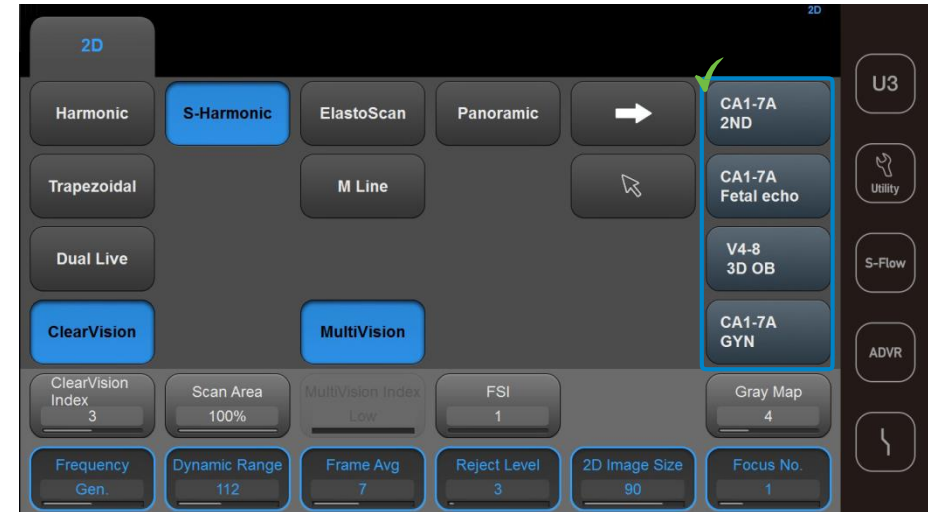 2D
2D
Harmonic
S-Harmonic
ElastoScan
Panoramic
CA1-7A
2ND
U3
Trapezoidal
M Line
CA1-7A
Fetal echo
Utility
Dual Live
V4-8
3D OB
S-Flow
ClearVision
MultiVision
CA1-7A
GYN
ADVR
ClearVision
Index
3
Scan Area
100%
MultiVision Index
Low
FSI
1
Gray Map
4
Frequency
Gen.
Dynamic Range
112
Frame Avg
7
Reject Level
3
2D Image Size
90
Focus No.
1